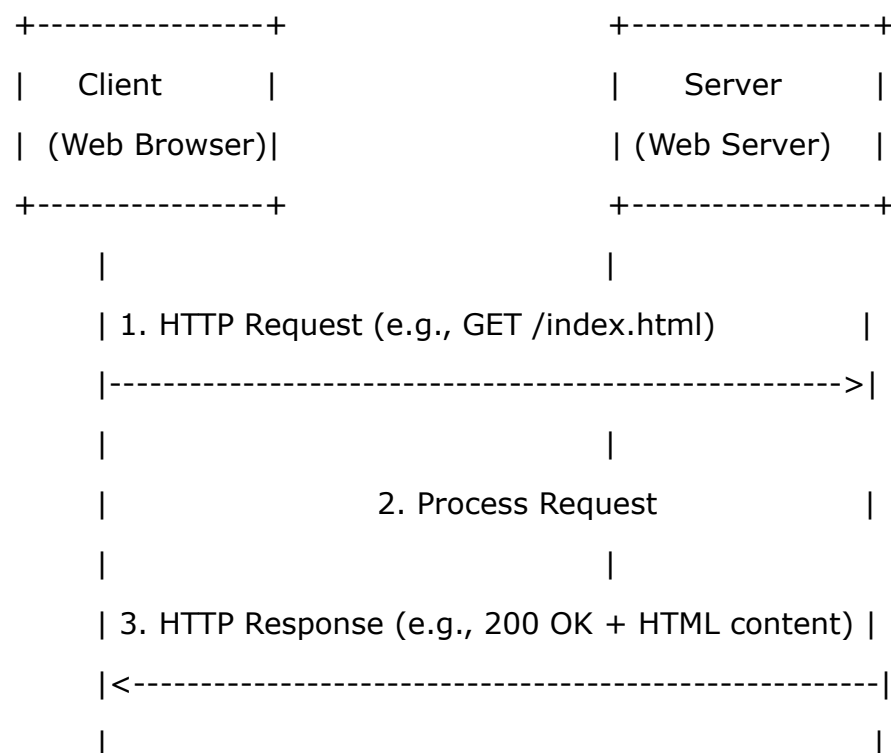 +-----------------+ +------------------+
| Client | | Server |
| (Web Browser)| | (Web Server) |
+-----------------+ +------------------+
| |
| 1. HTTP Request (e.g., GET /index.html) |
|------------------------------------------------------->|
| |
| 2. Process Request |
| |
| 3. HTTP Response (e.g., 200 OK + HTML content) |
|<--------------------------------------------------------|
| |